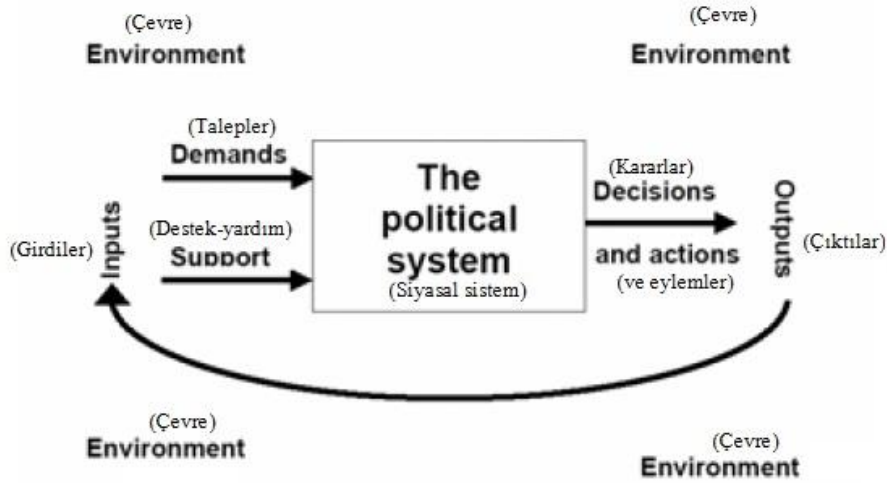 (Çevre)
Environment
(Çevre)
Environment
(Talepler)
Demands
The
political
system
(Siyasal sistem)
(Kararlar)
Decisions
and actions
(ve eylemler)
Outputs
(Çıktılar)
(Girdiler)
Inputs
(Destek-yardım)
Support
(Çevre)
Environment
(Çevre)
Environment